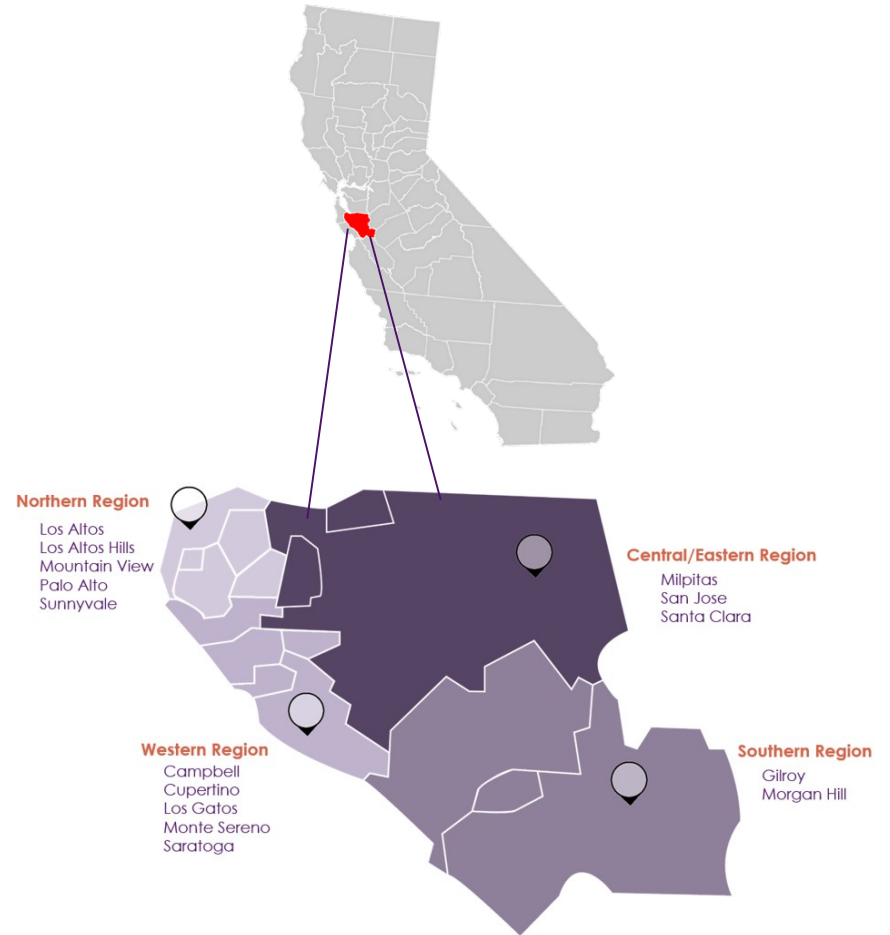 Northern Region
Los Altos
Los Altos Hills
Mountain View
Palo Alto
Sunnyvale
Central/Eastern Region
Milpitas
San Jose
Santa Clara
Western Region
Campbell
Cupertino
Los Gatos
Monte Sereno
Saratoga
Southern Region
Gilroy
Morgan Hill